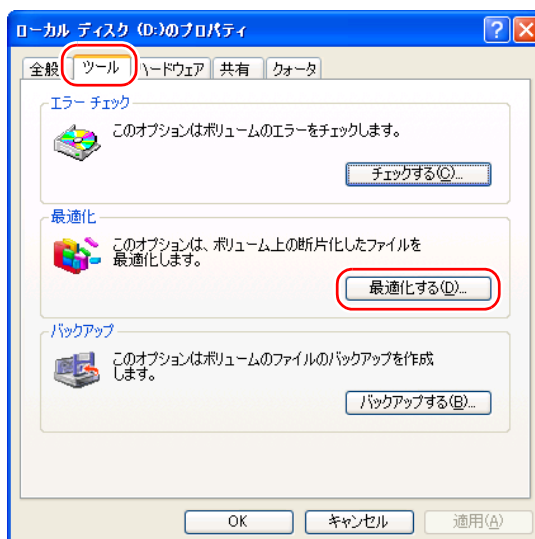 ローカル ディスク (D:)のプロパティ
全般 ツール ハードウェア 共有 クォータ
エラー チェック
このオプションはボリュームのエラーをチェックします。
チェックする(C)...
最適化
このオプションは、ボリューム上の断片化したファイルを
最適化します。
最適化する(D)...
バックアップ
このオプションはボリュームのファイルのバックアップを作成
します。
バックアップする(B)...
OK キャンセル 適用(A)